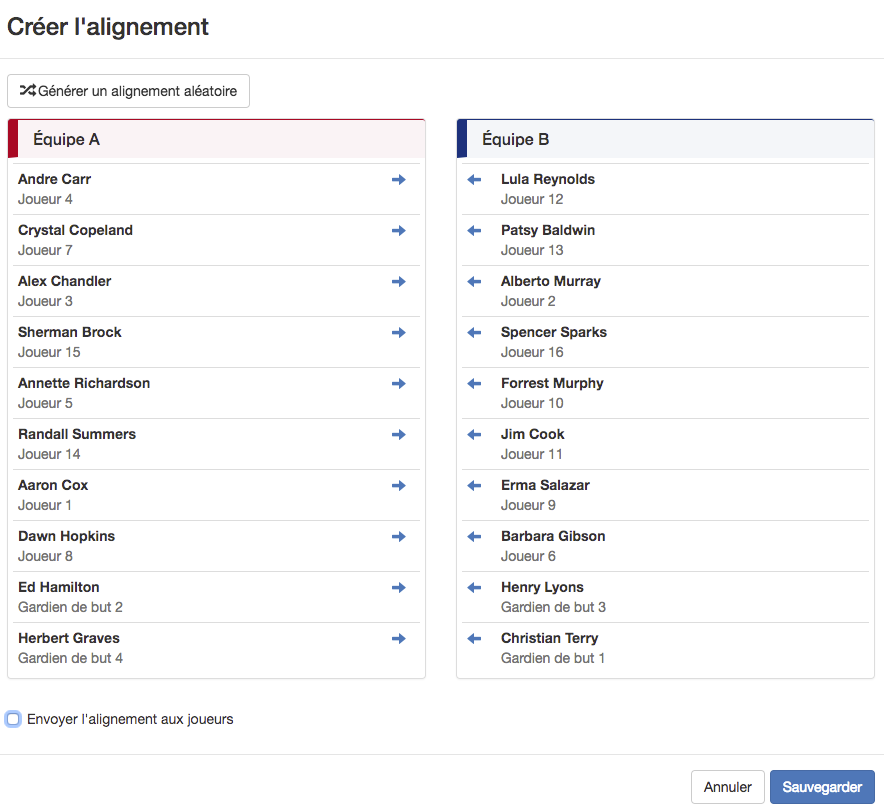 Créer l'alignement
Générer un alignement aléatoire
Équipe A
Andre Carr
Joueur 4
Crystal Copeland
Joueur 7
Alex Chandler
Joueur 3
Sherman Brock
Joueur 15
Annette Richardson
Joueur 5
Randall Summers
Joueur 14
Aaron Cox
Joueur 1
Dawn Hopkins
Joueur 8
Ed Hamilton
Gardien de but 2
Herbert Graves
Gardien de but 4
Équipe B
Lula Reynolds
Joueur 12
Patsy Baldwin
Joueur 13
Alberto Murray
Joueur 2
Spencer Sparks
Joueur 16
Forrest Murphy
Joueur 10
Jim Cook
Joueur 11
Erma Salazar
Joueur 9
Barbara Gibson
Joueur 6
Henry Lyons
Gardien de but 3
Christian Terry
Gardien de but 1
Envoyer l'alignement aux joueurs
Annuler
Sauvegarder